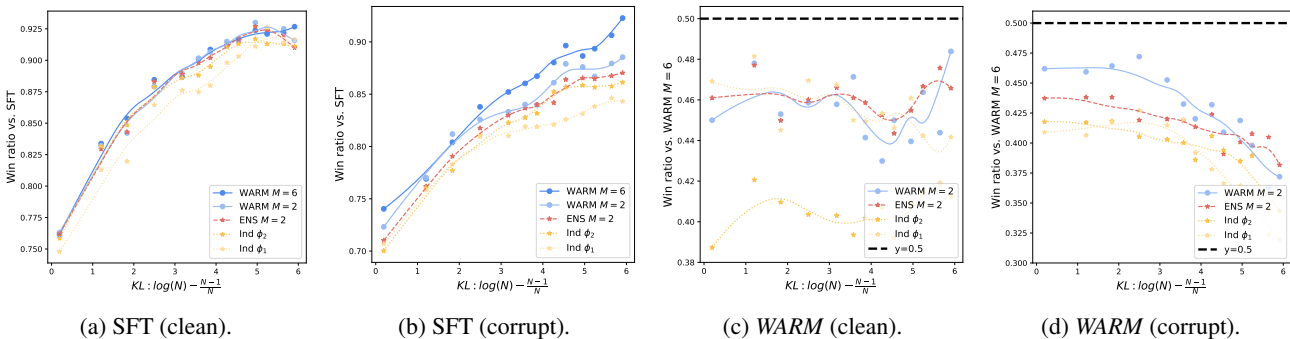 Win ratio vs. SFT
0.925
0.900
0.875
0.850
0.825
0.800
0.775
0.750
0 1 2 3 4 5 6
KL : log(N) − \frac{N−1}{N}
WARM M = 6
WARM M = 2
ENS M = 2
Ind ϕ₂
Ind ϕ₁
(a) SFT (clean).
Win ratio vs. SFT
0.90
0.85
0.80
0.75
0.70
0 1 2 3 4 5 6
KL : log(N) − \frac{N−1}{N}
WARM M = 6
WARM M = 2
ENS M = 2
Ind ϕ₂
Ind ϕ₁
(b) SFT (corrupt).
Win ratio vs. WARM M = 6
0.50
0.48
0.46
0.44
0.42
0.40
0.38
0 1 2 3 4 5 6
KL : log(N) − \frac{N−1}{N}
WARM M = 2
ENS M = 2
Ind ϕ₂
Ind ϕ₁
y=0.5
(c) WARM (clean).
Win ratio vs. WARM M = 6
0.500
0.475
0.450
0.425
0.400
0.375
0.350
0.325
0.300
0 1 2 3 4 5 6
KL : log(N) − \frac{N−1}{N}
WARM M = 2
ENS M = 2
Ind ϕ₂
Ind ϕ₁
y=0.5
(d) WARM (corrupt).